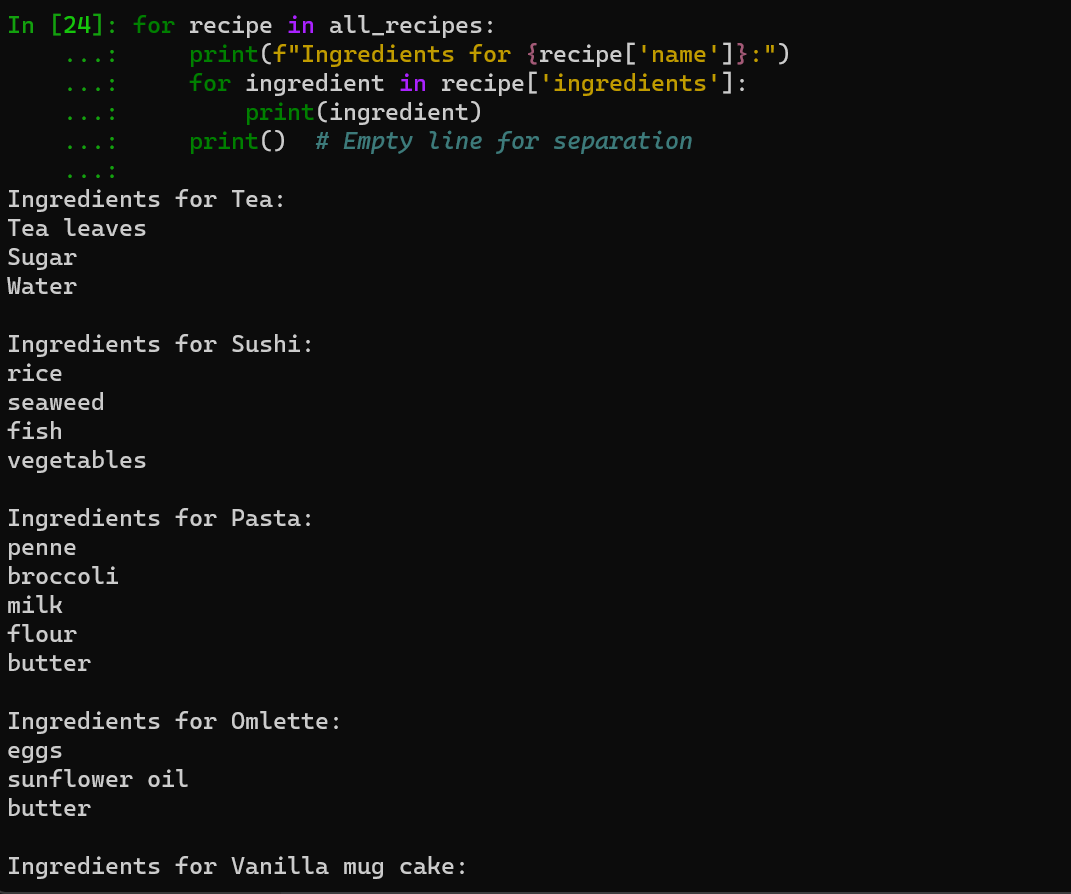 In [24]: for recipe in all_recipes:
    ...:     print(f"Ingredients for {recipe['name']}:")
    ...:     for ingredient in recipe['ingredients']:
    ...:         print(ingredient)
    ...:     print()  # Empty line for separation
    ...:
Ingredients for Tea:
Tea leaves
Sugar
Water

Ingredients for Sushi:
rice
seaweed
fish
vegetables

Ingredients for Pasta:
penne
broccoli
milk
flour
butter

Ingredients for Omlette:
eggs
sunflower oil
butter

Ingredients for Vanilla mug cake: